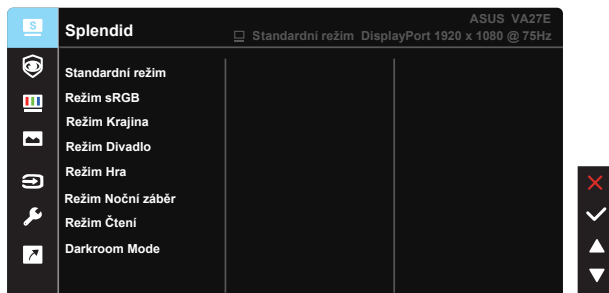 S
Splendid
ASUS VA27E
Standardní režim DisplayPort 1920 x 1080 @ 75Hz
Standardní režim
Režim sRGB
Režim Krajina
Režim Divadlo
Režim Hra
Režim Noční záběr
Režim Čtení
Darkroom Mode